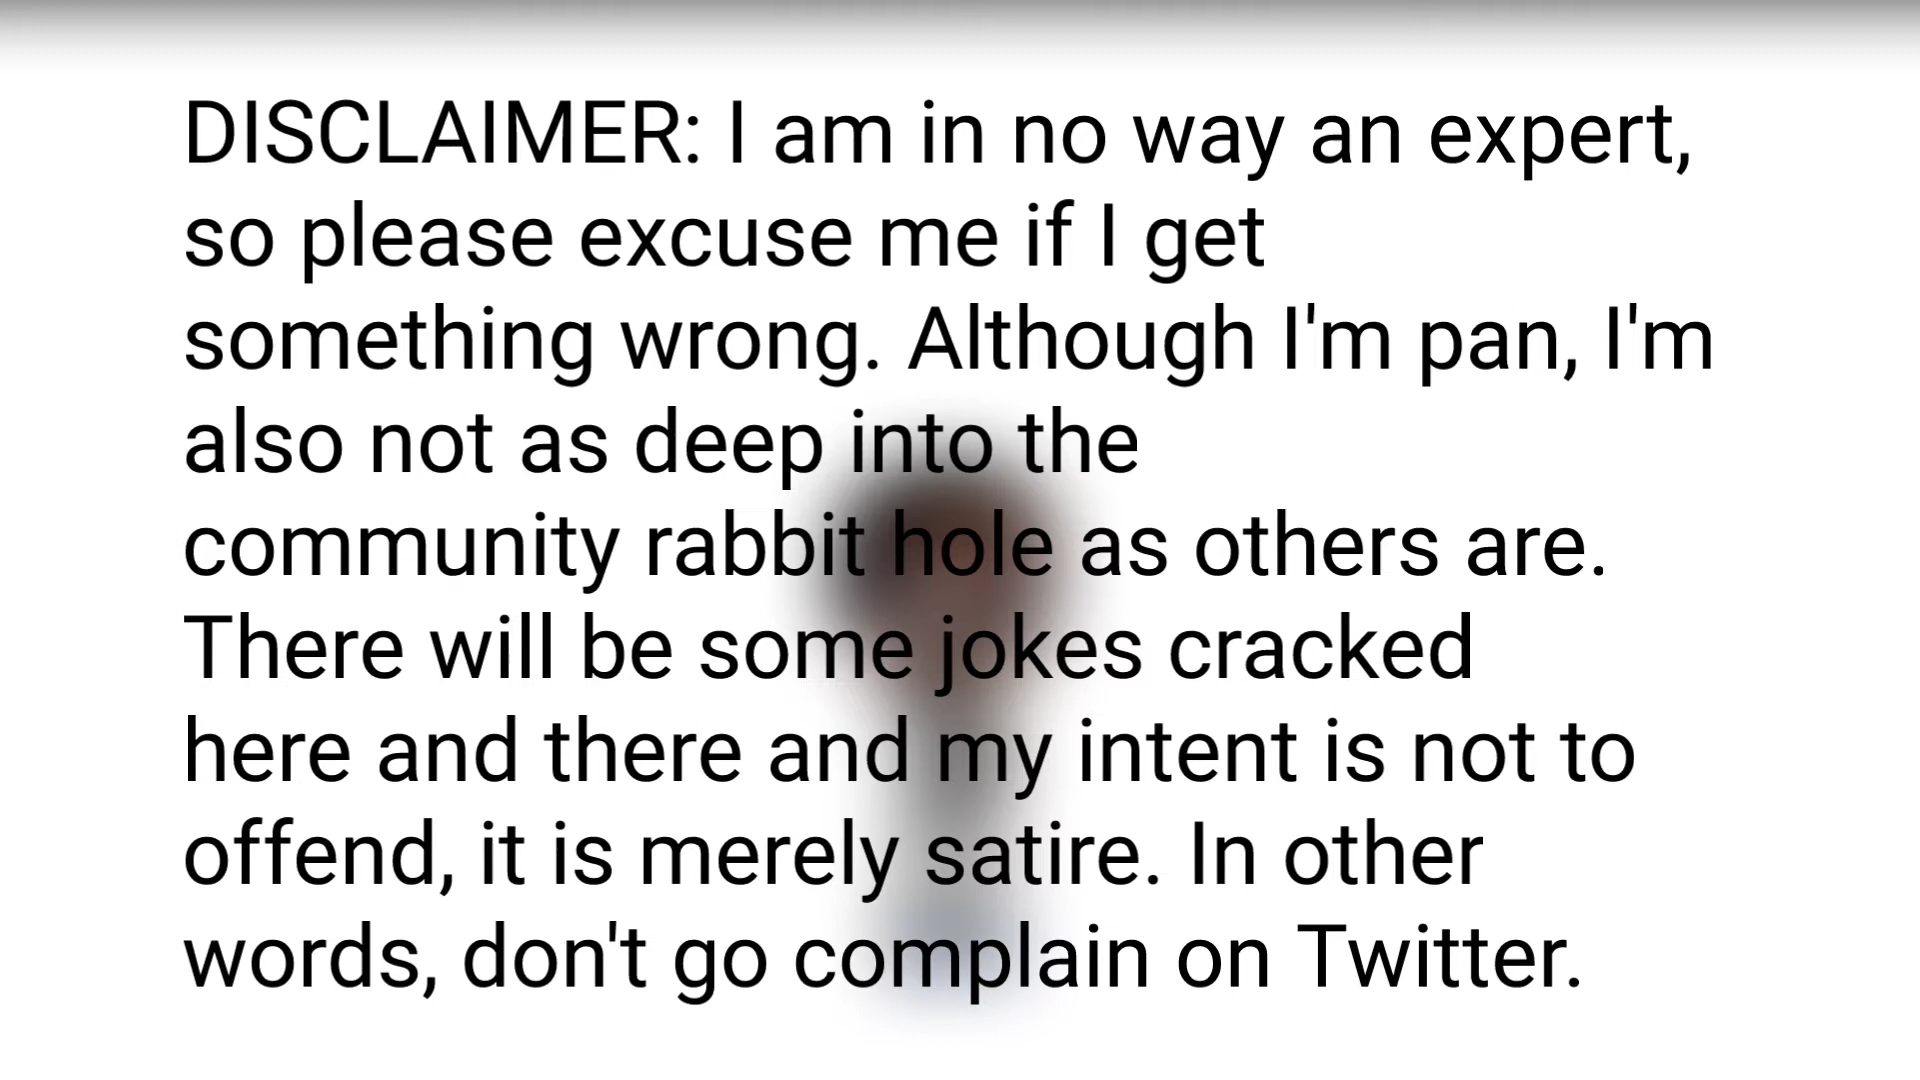 DISCLAIMER: I am in no way an expert,
so please excuse me if I get
something wrong. Although I'm pan, I'm
also not as deep into the
community rabbit hole as others are.
There will be some jokes cracked
here and there and my intent is not to
offend, it is merely satire. In other
words, don't go complain on Twitter.